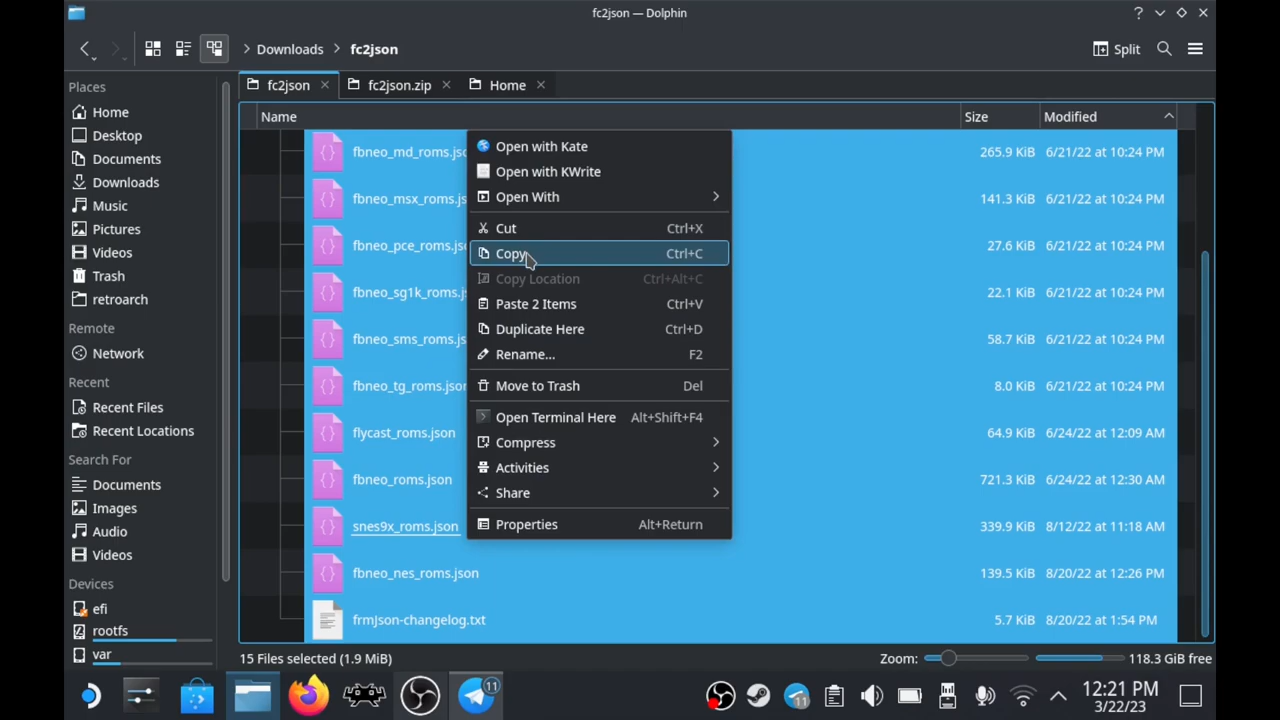 fc2json — Dolphin
Downloads
fc2json
Split
Places
Home
Desktop
Documents
Downloads
Music
Pictures
Videos
Trash
retroarch
Remote
Network
Recent
Recent Files
Recent Locations
Search For
Documents
Images
Audio
Videos
Devices
efi
rootfs
var
fc2json
fc2json.zip
Home
Name Size Modified
fbneo_md_roms.jso 265.9 KiB 6/21/22 at 10:24 PM
fbneo_msx_roms.js 141.3 KiB 6/21/22 at 10:24 PM
fbneo_pce_roms.jso 27.6 KiB 6/21/22 at 10:24 PM
fbneo_sg1k_roms.js 22.1 KiB 6/21/22 at 10:24 PM
fbneo_sms_roms.js 58.7 KiB 6/21/22 at 10:24 PM
fbneo_tg_roms.json 8.0 KiB 6/21/22 at 10:24 PM
flycast_roms.json 64.9 KiB 6/24/22 at 12:09 AM
fbneo_roms.json 721.3 KiB 6/24/22 at 12:30 AM
snes9x_roms.json 339.9 KiB 8/12/22 at 11:18 AM
fbneo_nes_roms.json 139.5 KiB 8/20/22 at 12:26 PM
frmJson-changelog.txt 5.7 KiB 8/20/22 at 1:54 PM
Open with Kate
Open with KWrite
Open With
Cut Ctrl+X
Copy Ctrl+C
Copy Location Ctrl+Alt+C
Paste 2 Items Ctrl+V
Duplicate Here Ctrl+D
Rename... F2
Move to Trash Del
Open Terminal Here Alt+Shift+F4
Compress
Activities
Share
Properties Alt+Return
15 Files selected (1.9 MiB)
Zoom: 118.3 GiB free
11
11
12:21 PM
3/22/23